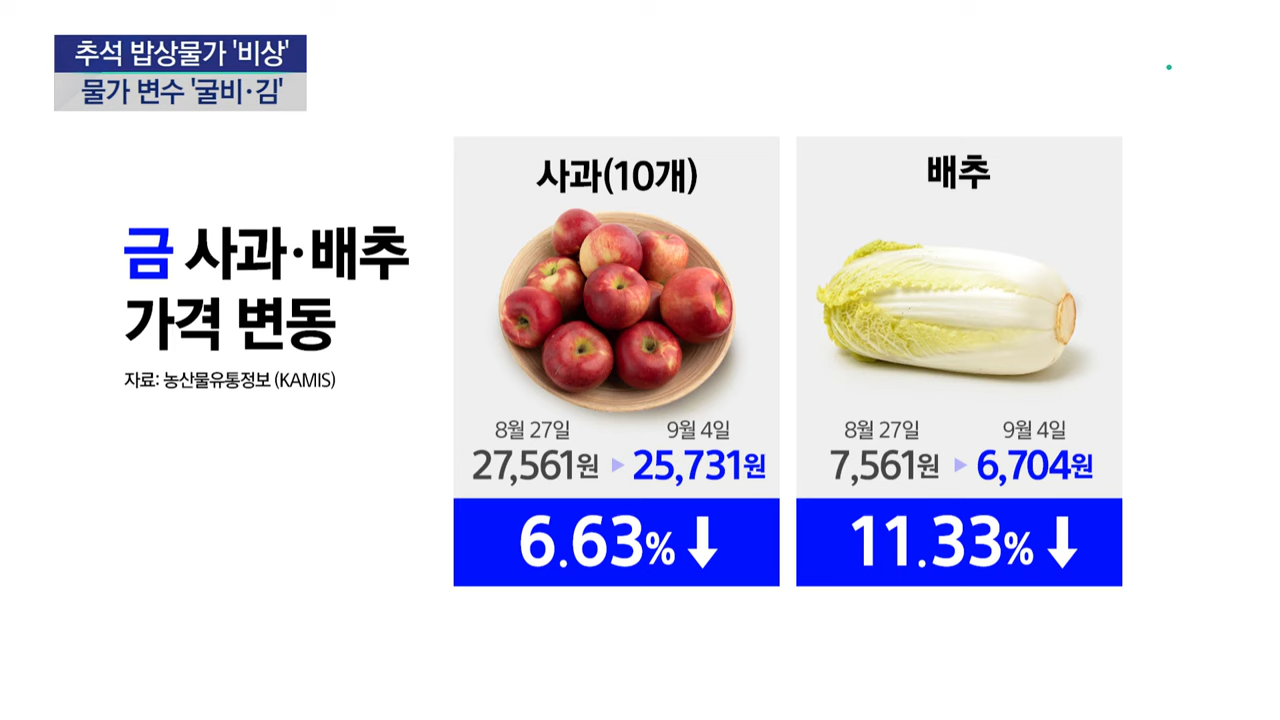 추석 밥상물가 '비상'
물가 변수 '굴비·김'
금 사과·배추
가격 변동
자료: 농산물유통정보 (KAMIS)
사과(10개)
8월 27일 9월 4일
27,561원 ▶ 25,731원
6.63% ↓
배추
8월 27일 9월 4일
7,561원 ▶ 6,704원
11.33% ↓